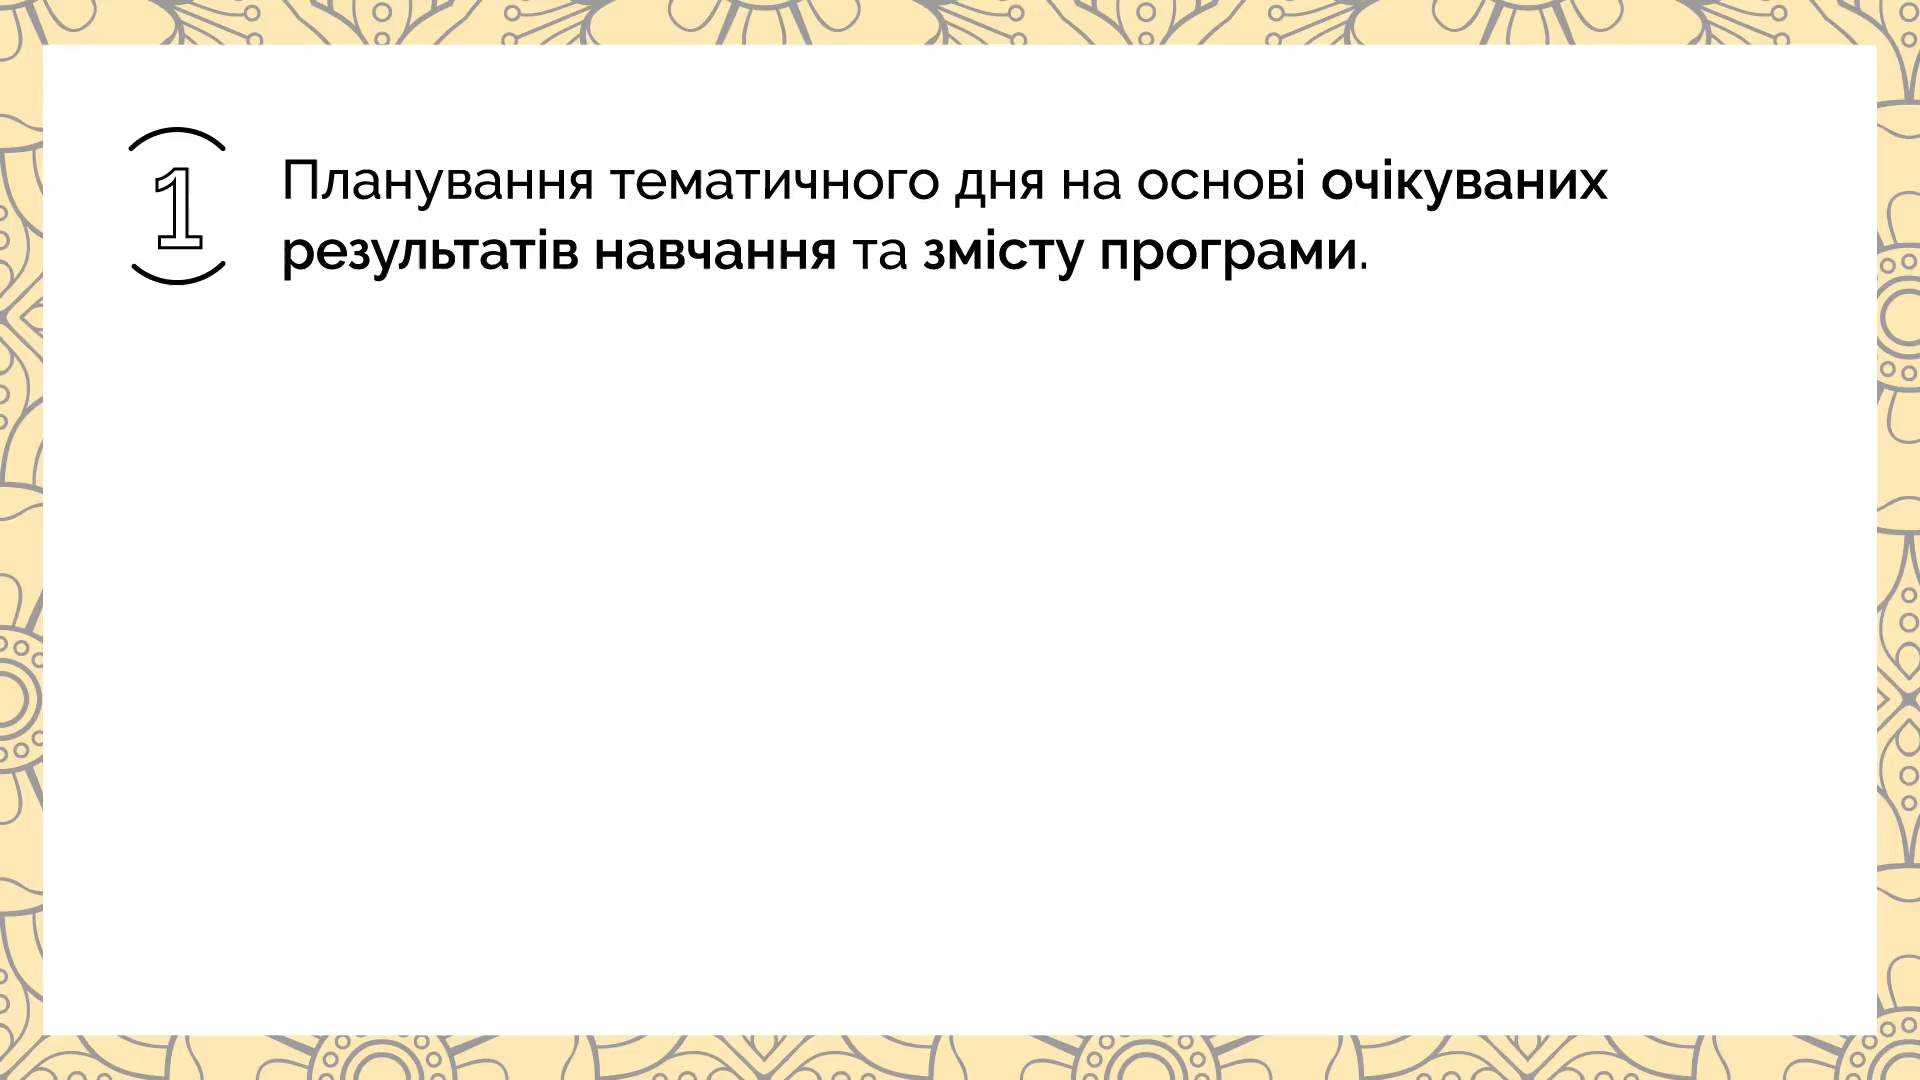 1
Планування тематичного дня на основі очікуваних
результатів навчання та змісту програми.